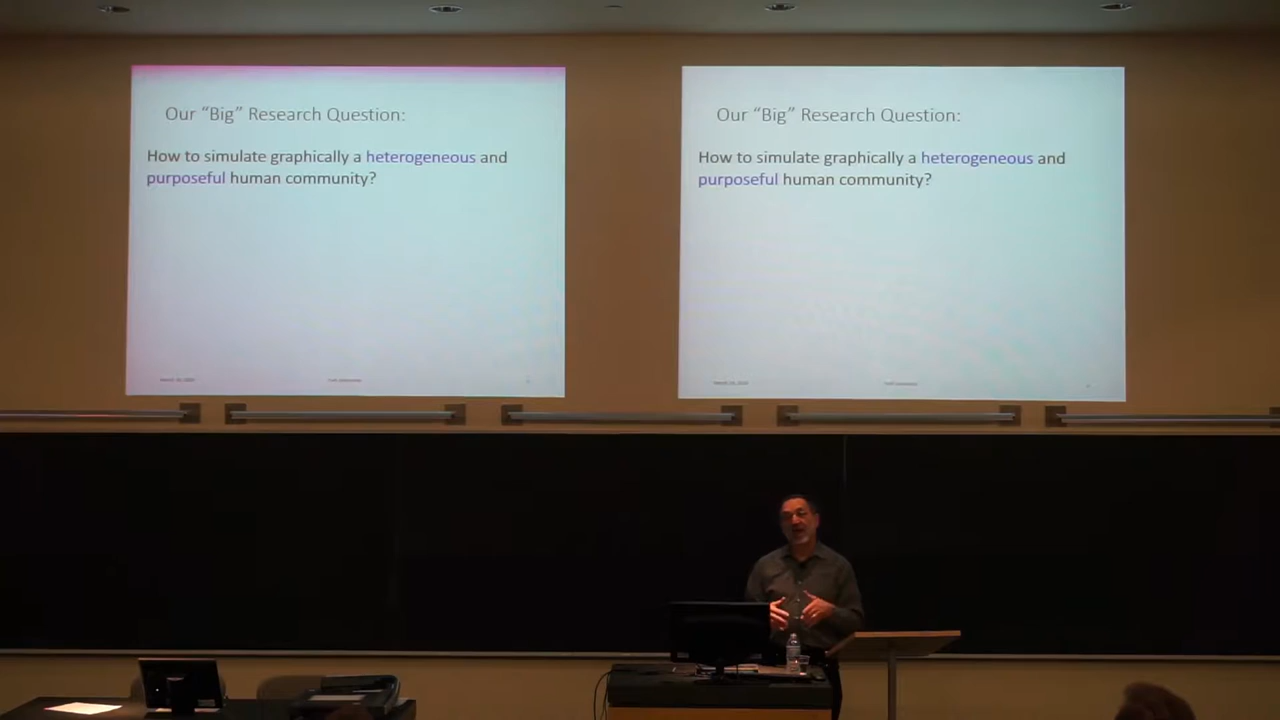 Our “Big” Research Question:
How to simulate graphically a heterogeneous and
purposeful human community?
Our “Big” Research Question:
How to simulate graphically a heterogeneous and
purposeful human community?